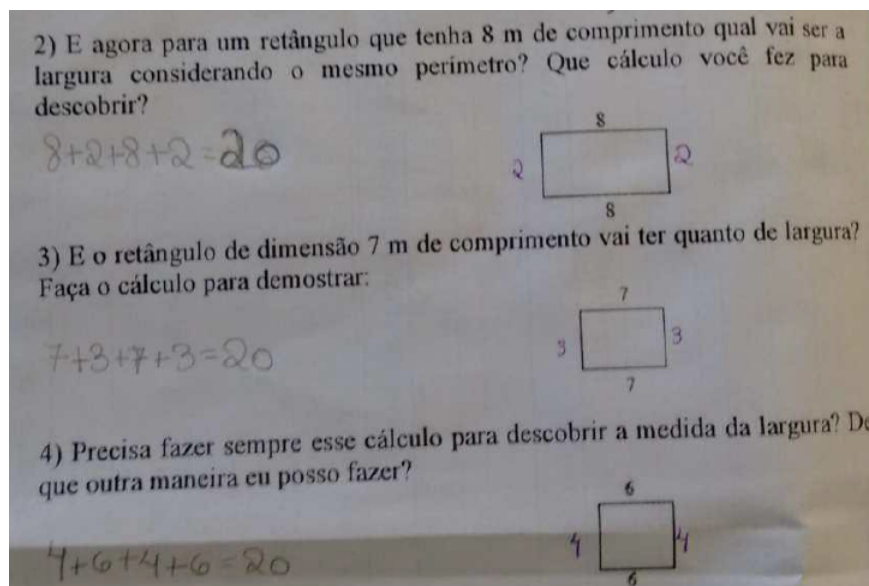 2) E agora para um retângulo que tenha 8 m de comprimento qual vai ser a
largura considerando o mesmo perímetro? Que cálculo você fez para
descobrir?
8+2+8+2=20
8
2
2
8
3) E o retângulo de dimensão 7 m de comprimento vai ter quanto de largura?
Faça o cálculo para demostrar:
7+3+7+3=20
7
3
3
7
4) Precisa fazer sempre esse cálculo para descobrir a medida da largura? De
que outra maneira eu posso fazer?
4+6+4+6=20
6
4
4
6